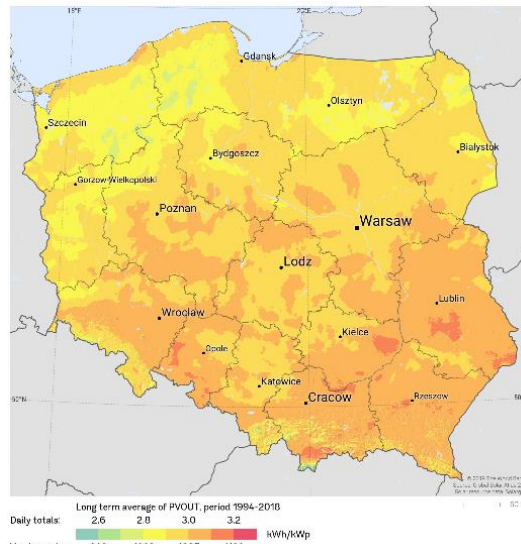 15°E
20°E
Gdansk
Olsztyn
Szczecin
Bialystok
Bydgoszcz
Gorzow Wielkopolski
Poznan
Warsaw
Lodz
Lublin
Wroclaw
Kielce
Opole
Katowice
50°N
Cracow
Rzeszow
Long term average of PVOUT, period 1994-2018
Daily totals: 2.6 2.8 3.0 3.2
kWh/kWp